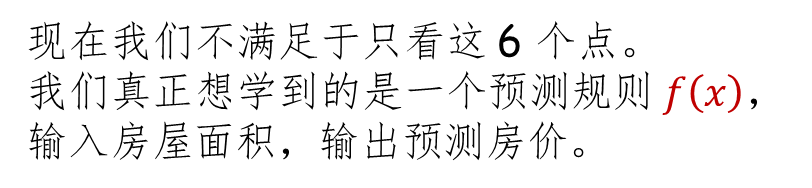 现在我们不满足于只看这 6 个点。
我们真正想学到的是一个预测规则 f(x)，
输入房屋面积，输出预测房价。